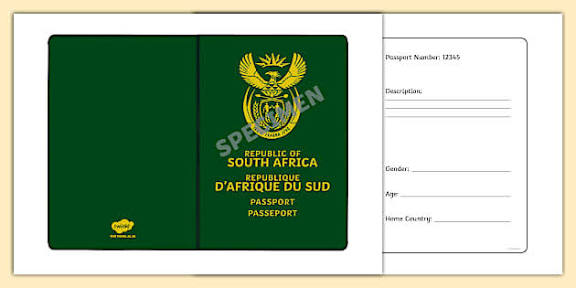 SPECIMEN
REPUBLIC OF
SOUTH AFRICA
REPUBLIQUE
D'AFRIQUE DU SUD
PASSPORT
PASSEPORT
twinkl
Passport Number: 12345
Description:
Gender:
Age:
Home Country: